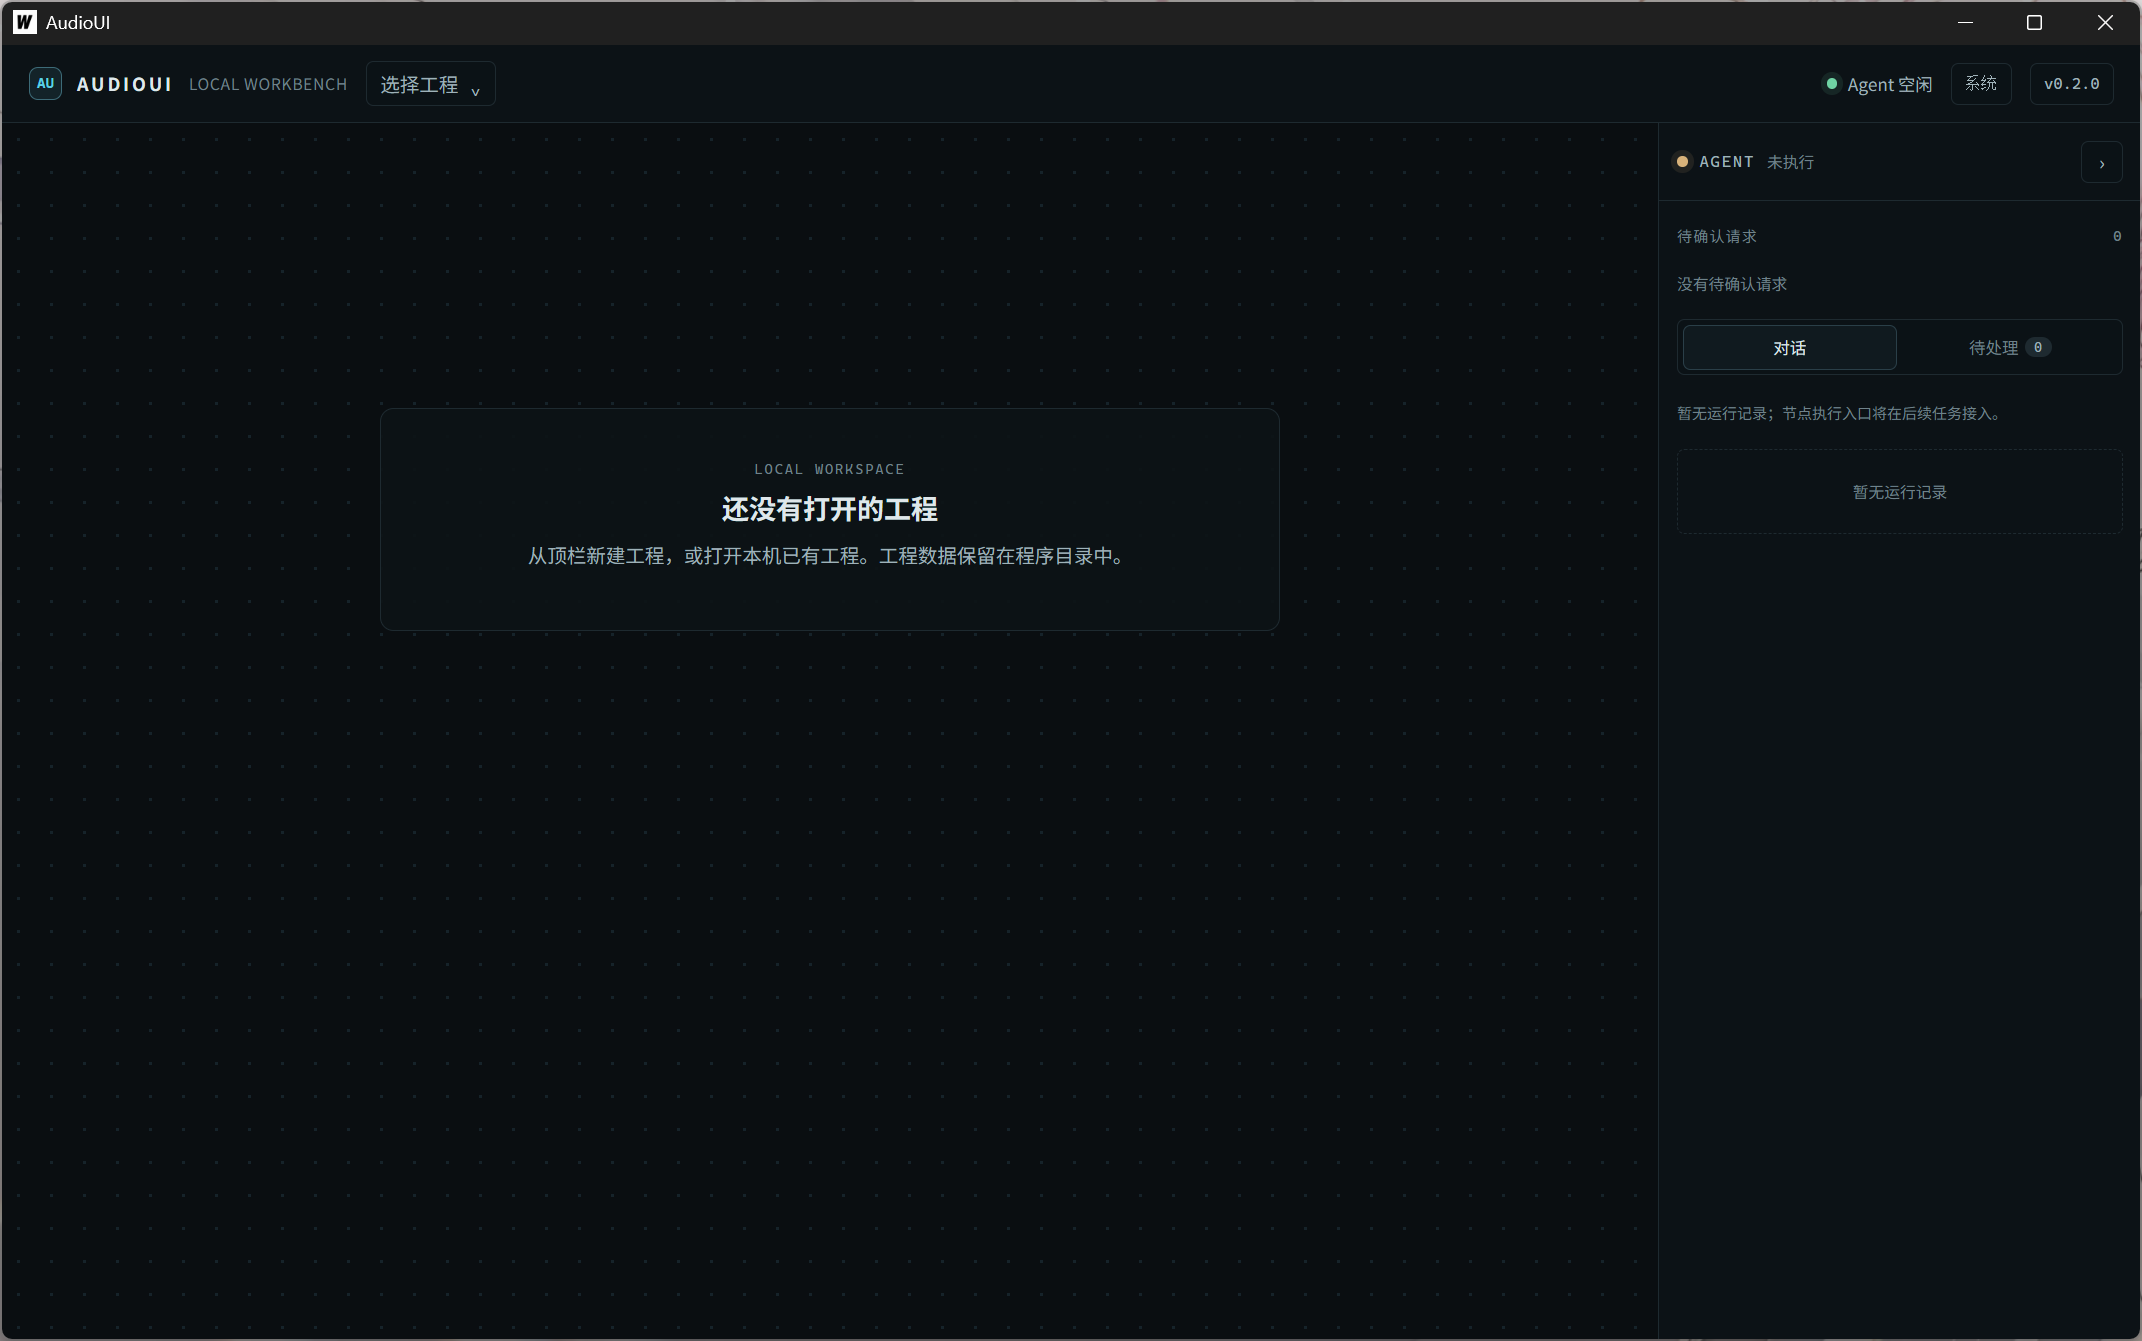 W AudioUI
AU AUDIOUI LOCAL WORKBENCH 选择工程
Agent 空闲 系统 v0.2.0
AGENT 未执行
待确认请求 0
没有待确认请求
对话 待处理 0
暂无运行记录；节点执行入口将在后续任务接入。
暂无运行记录
LOCAL WORKSPACE
还没有打开的工程
从顶栏新建工程，或打开本机已有工程。工程数据保留在程序目录中。